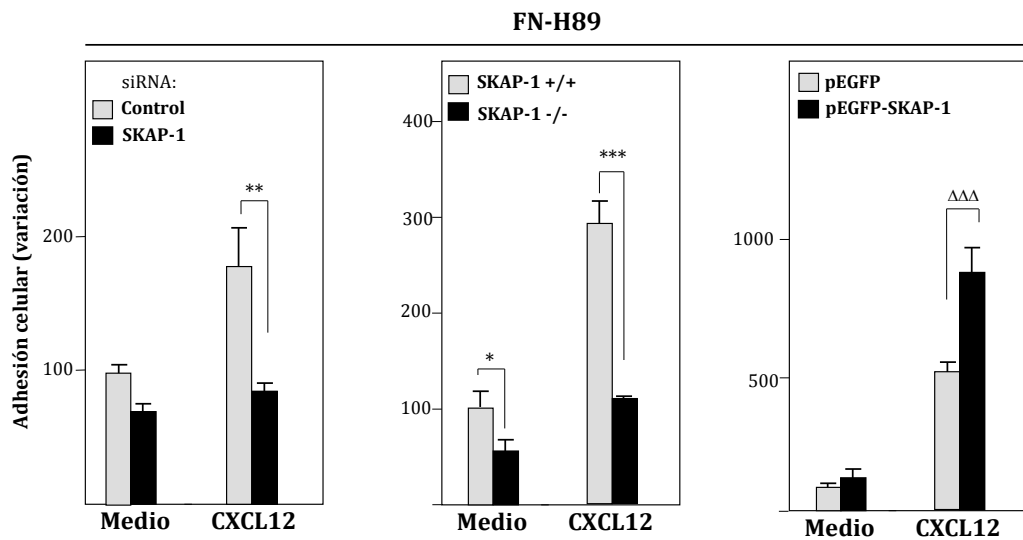 FN-H89
Adhesión celular (variación)
siRNA:
Control
SKAP-1
200
100
**
Medio CXCL12
SKAP-1 +/+
SKAP-1 -/-
400
300
200
100
*
***
Medio CXCL12
pEGFP
pEGFP-SKAP-1
1000
500
ΔΔΔ
Medio CXCL12